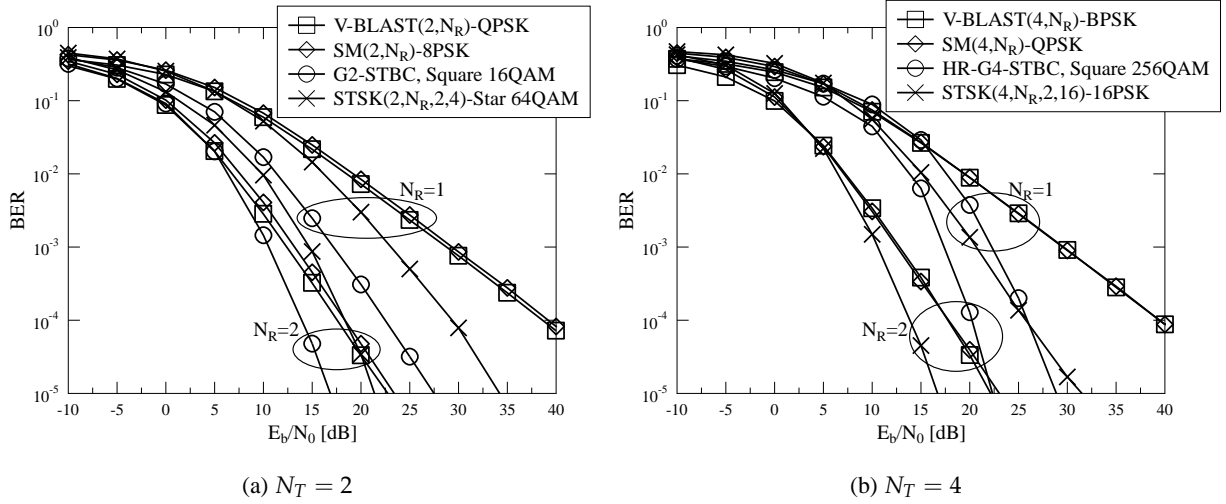 V-BLAST(2,N_R)-QPSK
SM(2,N_R)-8PSK
G2-STBC, Square 16QAM
STSK(2,N_R,2,4)-Star 64QAM
10^0
10^-1
10^-2
10^-3
10^-4
10^-5
BER
N_R=1
N_R=2
-10 -5 0 5 10 15 20 25 30 35 40
E_b/N_0 [dB]
(a) N_T = 2
V-BLAST(4,N_R)-BPSK
SM(4,N_R)-QPSK
HR-G4-STBC, Square 256QAM
STSK(4,N_R,2,16)-16PSK
10^0
10^-1
10^-2
10^-3
10^-4
10^-5
BER
N_R=1
N_R=2
-10 -5 0 5 10 15 20 25 30 35 40
E_b/N_0 [dB]
(b) N_T = 4